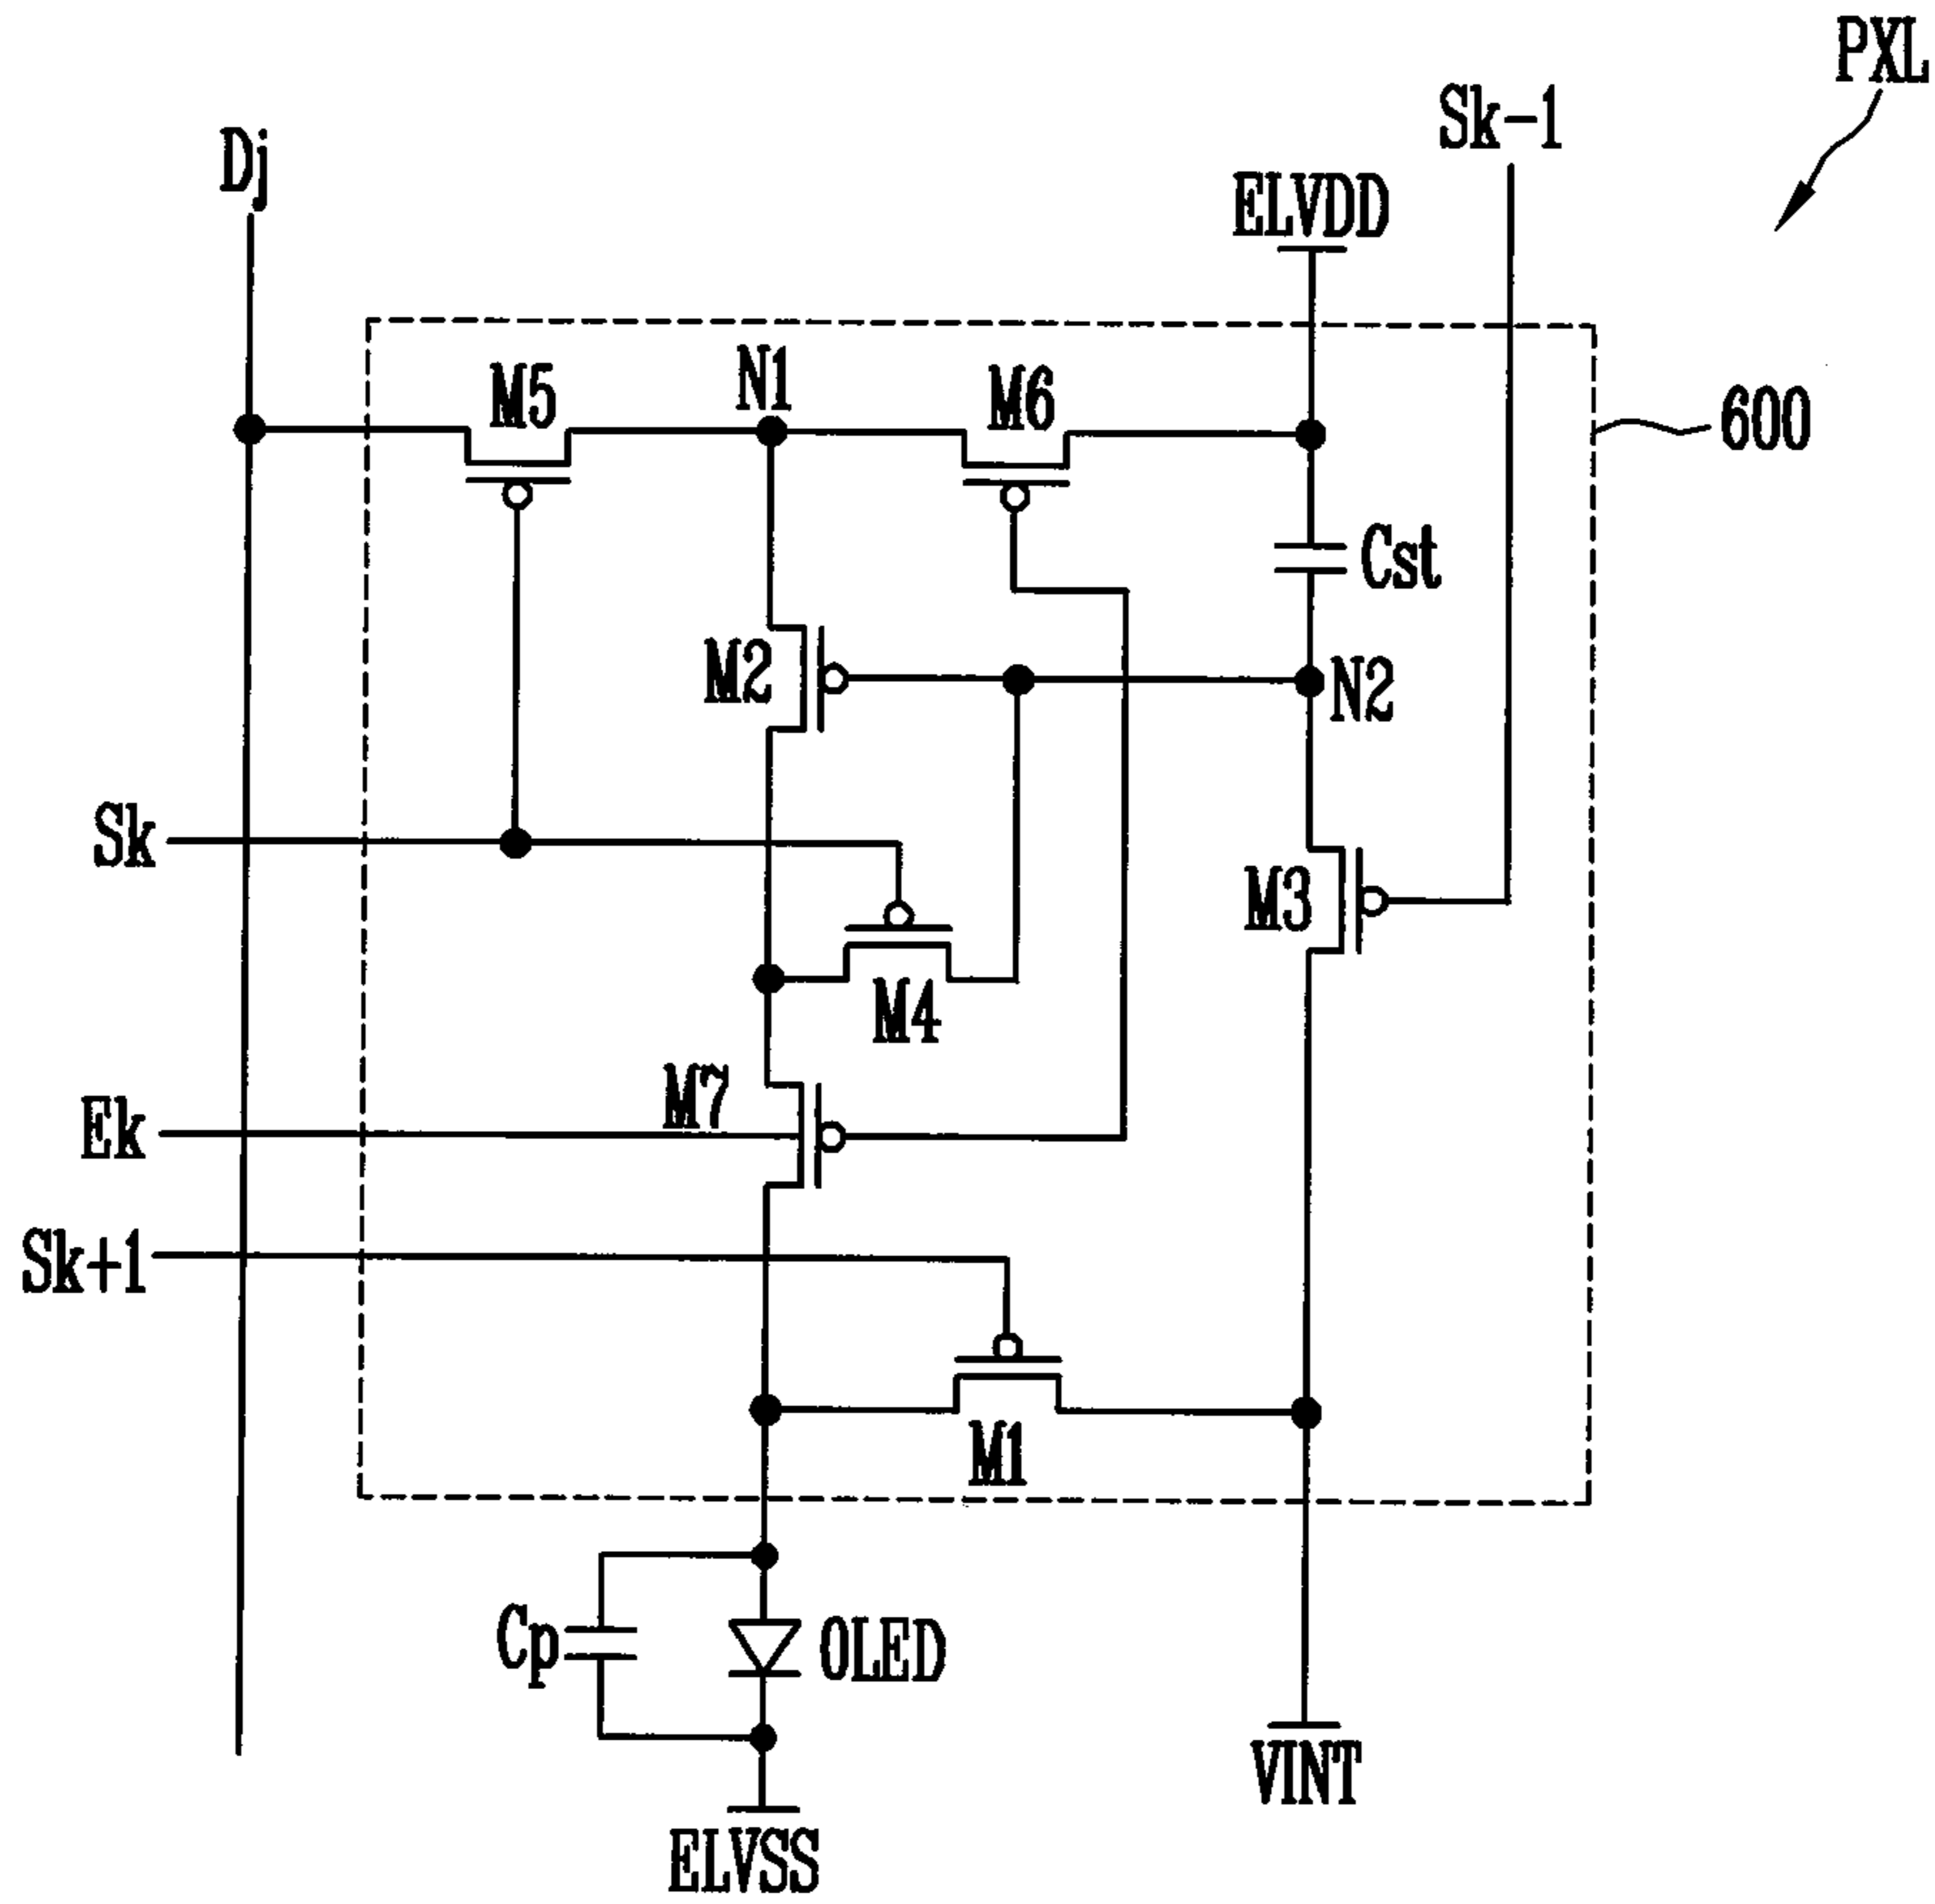 PXL
Sk-1
Dj
ELVDD
M5
N1
M6
600
Cst
M2
N2
Sk
M3
M4
M7
Ek
Sk+1
M1
Cp
OLED
VINT
ELVSS